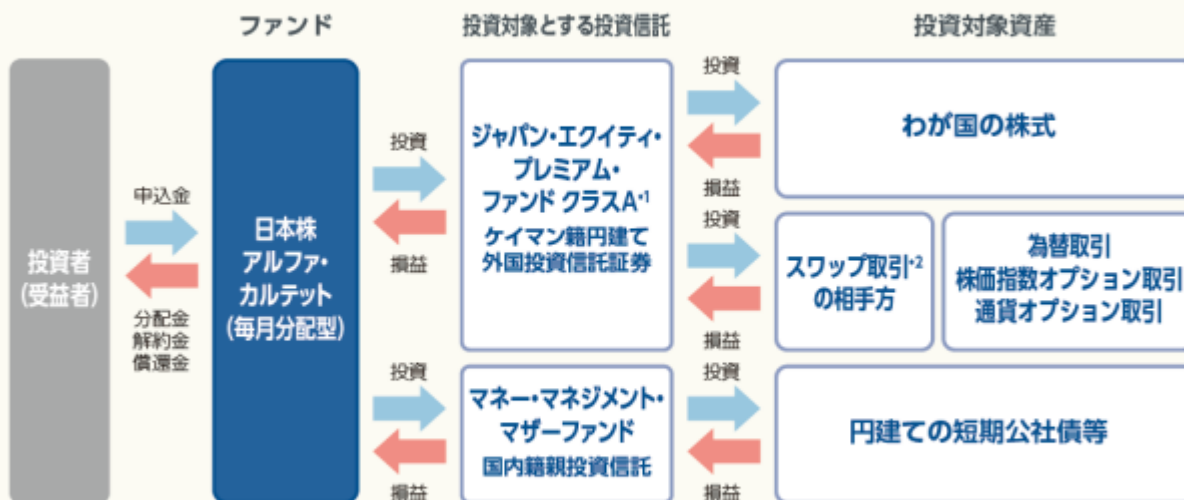 ファンド
投資対象とする投資信託
投資対象資産
投資者
(受益者)
申込金
分配金
解約金
償還金
日本株
アルファ・
カルテット
(毎月分配型)
投資
損益
ジャパン・エクイティ・
プレミアム・
ファンド クラスA*1
ケイマン籍円建て
外国投資信託証券
投資
損益
わが国の株式
投資
損益
スワップ取引*2
の相手方
為替取引
株価指数オプション取引
通貨オプション取引
投資
損益
マネー・マネジメント・
マザーファンド
国内籍親投資信託
投資
損益
円建ての短期公社債等